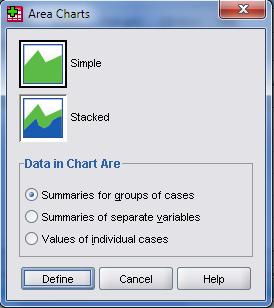 Area Charts
Simple
Stacked
Data in Chart Are
Summaries for groups of cases
Summaries of separate variables
Values of individual cases
Define Cancel Help